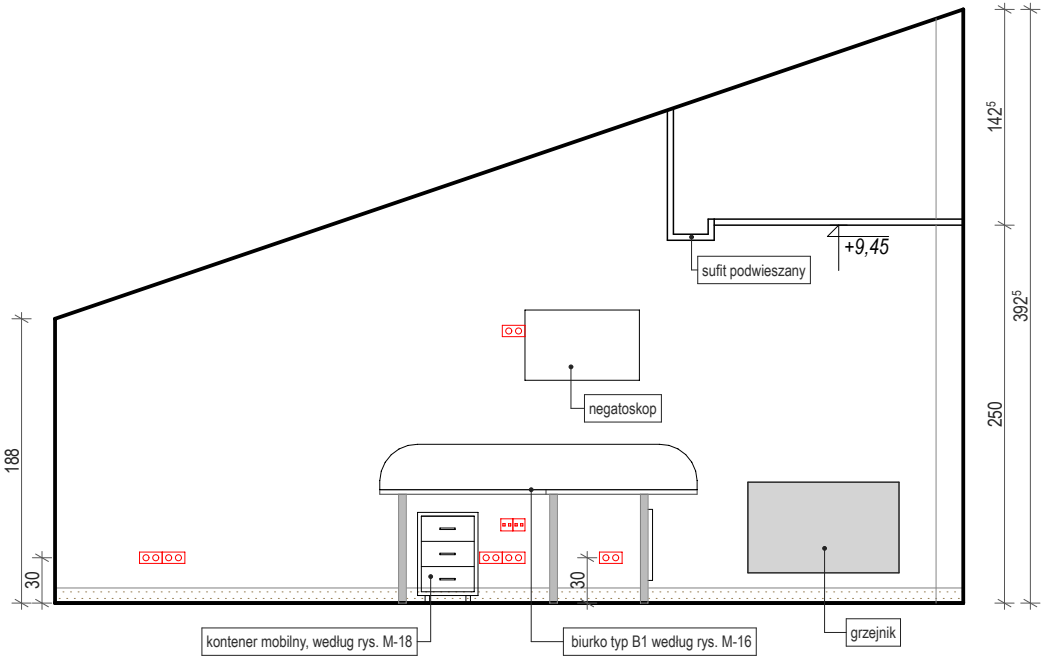 142⁵
+9,45
sufit podwieszany
392⁵
negatoskop
250
188
30
30
kontener mobilny, według rys. M-18
biurko typ B1 według rys. M-16
grzejnik